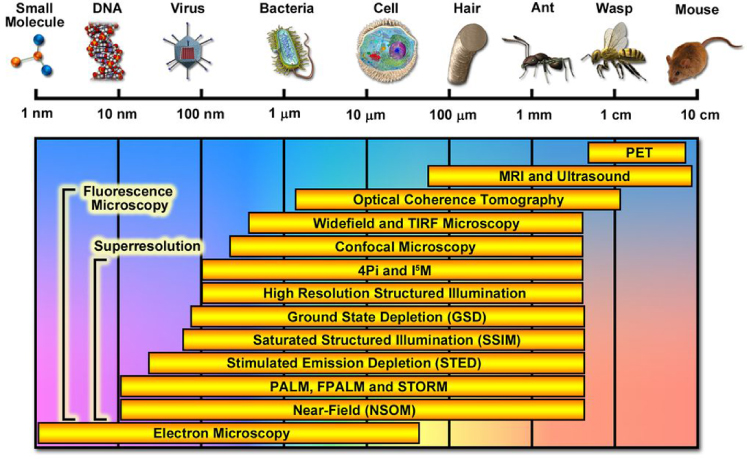 Small
Molecule
DNA
Virus
Bacteria
Cell
Hair
Ant
Wasp
Mouse
1 nm
10 nm
100 nm
1 μm
10 μm
100 μm
1 mm
1 cm
10 cm
PET
MRI and Ultrasound
Fluorescence
Microscopy
Optical Coherence Tomography
Widefield and TIRF Microscopy
Superresolution
Confocal Microscopy
4Pi and I⁵M
High Resolution Structured Illumination
Ground State Depletion (GSD)
Saturated Structured Illumination (SSIM)
Stimulated Emission Depletion (STED)
PALM, FPALM and STORM
Near-Field (NSOM)
Electron Microscopy